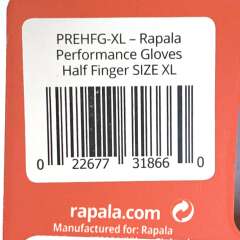 PREHFG-XL – Rapala
Performance Gloves
Half Finger SIZE XL
0 22677 31866 0
rapala.com
Manufactured for: Rapala